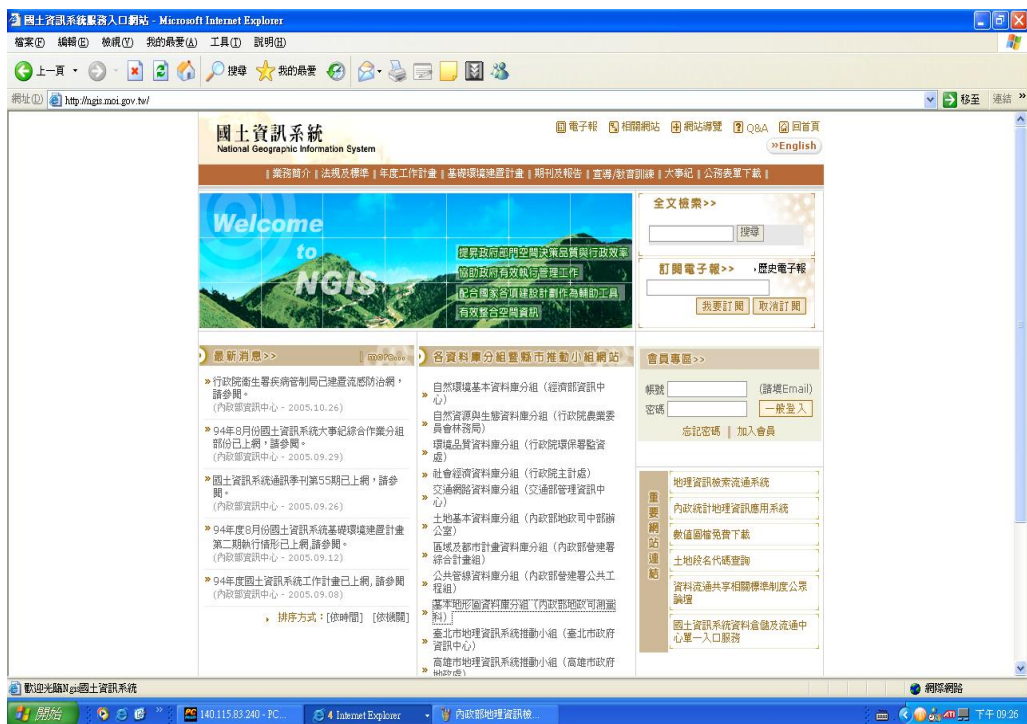 國土資訊系統服務入口網站 - Microsoft Internet Explorer
檔案(F) 編輯(E) 檢視(V) 我的最愛(A) 工具(T) 說明(H)
上一頁 搜尋 我的最愛
網址(D) http://ngis.moi.gov.tw/ 移至 連結 »
國土資訊系統
National Geographic Information System
電子報 相關網站 網站導覽 Q&A 回首頁
»English
|業務簡介|法規及標準|年度工作計畫|基礎環境建置計畫|期刊及報告|宣導/教育訓練|大事紀|公務表單下載|
Welcome
to
NGIS
提昇政府部門空間決策品質與行政效率
協助政府有效執行管理工作
配合國家各項建設計劃作為輔助工具
有效整合空間資訊
全文檢索>>
搜尋
訂閱電子報>> ,歷史電子報
我要訂閱 取消訂閱
最新消息>> more...
»行政院衛生署疾病管制局已建置流感防治網,
請參閱。
(內政部資訊中心 - 2005.10.26)
»94年8月份國土資訊系統大事紀綜合作業分組
部份已上網,請參閱。
(內政部資訊中心 - 2005.09.29)
»國土資訊系統通訊季刊第55期已上網,請參
閱。
(內政部資訊中心 - 2005.09.26)
»94年度8月份國土資訊系統基礎環境建置計畫
第二期執行情形已上網,請參閱。
(內政部資訊中心 - 2005.09.12)
»94年度國土資訊系統工作計畫已上網, 請參閱
(內政部資訊中心 - 2005.09.08)
排序方式:[依時間] [依機關]
各資料庫分組暨縣市推動小組網站
»自然環境基本資料庫分組(經濟部資訊中
心)
»自然資源與生態資料庫分組(行政院農業委
員會林務局)
»環境品質資料庫分組(行政院環保署監資
處)
»社會經濟資料庫分組(行政院主計處)
»交通網路資料庫分組(交通部管理資訊中
心)
»土地基本資料庫分組(內政部地政司中部辦
公室)
»區域及都市計畫資料庫分組(內政部營建署
綜合計畫組)
»公共管線資料庫分組(內政部營建署公共工
程組)
»基本地形圖資料庫分組(內政部地政司測量
科)
»臺北市地理資訊系統推動小組(臺北市政府
資訊中心)
»高雄市地理資訊系統推動小組(高雄市政府
會員專區>>
帳號 (請填Email)
密碼 一般登入
忘記密碼 | 加入會員
重要網站連結
地理資訊檢索流通系統
內政統計地理資訊應用系統
數值圖檔免費下載
土地段名代碼查詢
資料流通共享相關標準制度公眾
論壇
國土資訊系統資料倉儲及流通中
心單一入口服務
歡迎光臨Ngis國土資訊系統 網際網路
開始 140.115.83.240 - PC... 4 Internet Explorer 內政部地理資訊檢... 下午 09:26